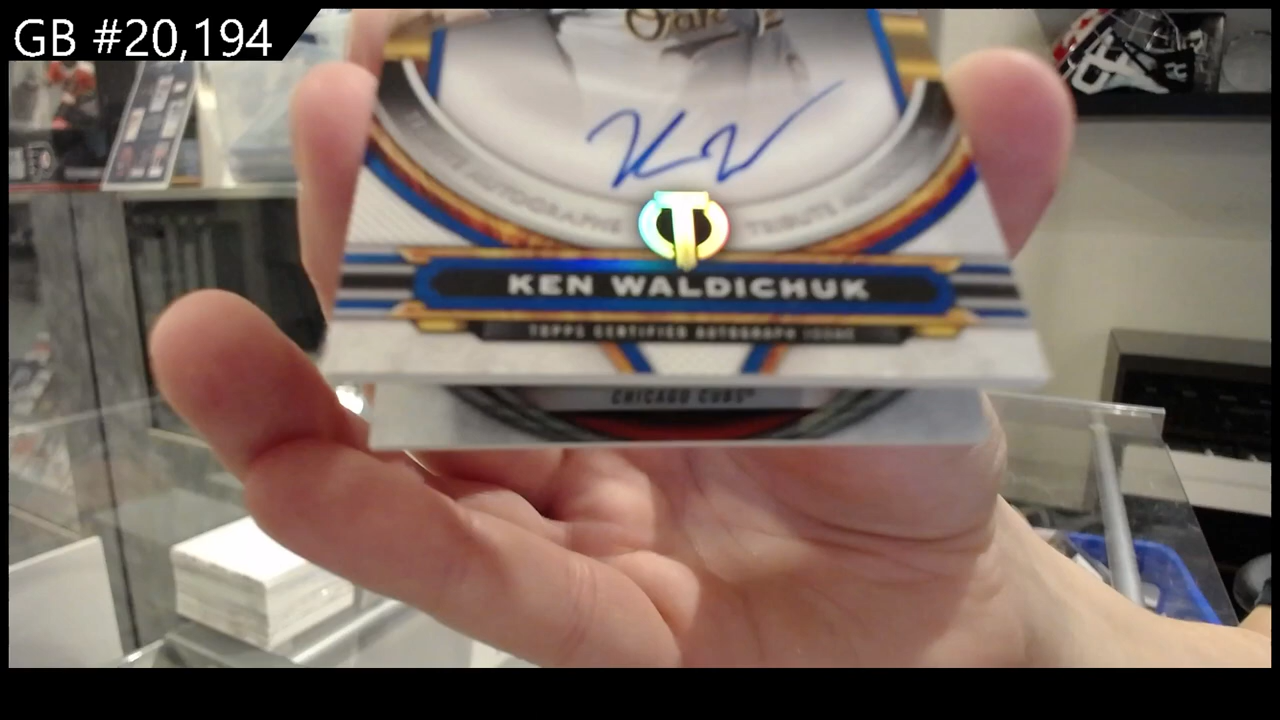 GB #20,194
KEN WALDICHUK
TOPPS CERTIFIED AUTOGRAPH ISSUE
CHICAGO CUBS